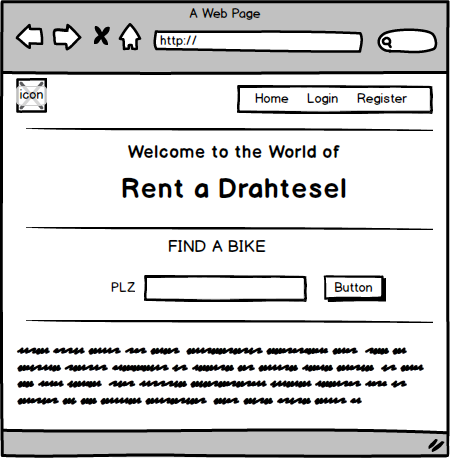 A Web Page
http://
icon
Home Login Register
Welcome to the World of
Rent a Drahtesel
FIND A BIKE
PLZ Button